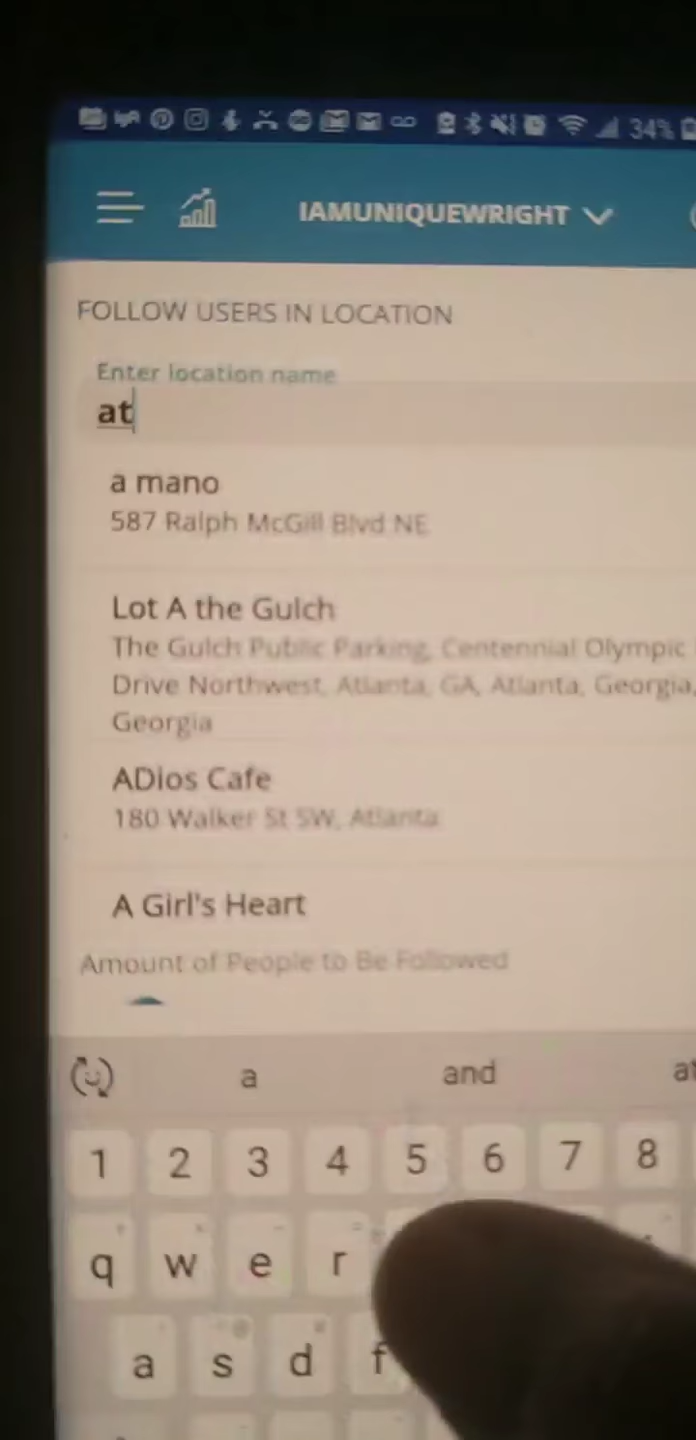 34%
IAMUNIQUEWRIGHT
FOLLOW USERS IN LOCATION
Enter location name
at
a mano
587 Ralph McGill Blvd NE
Lot A the Gulch
The Gulch Public Parking, Centennial Olympic
Drive Northwest, Atlanta, GA, Atlanta, Georgia,
Georgia
ADios Cafe
180 Walker St SW, Atlanta
A Girl's Heart
Amount of People to Be Followed
a and
1 2 3 4 5 6 7 8
q w e r
a s d f